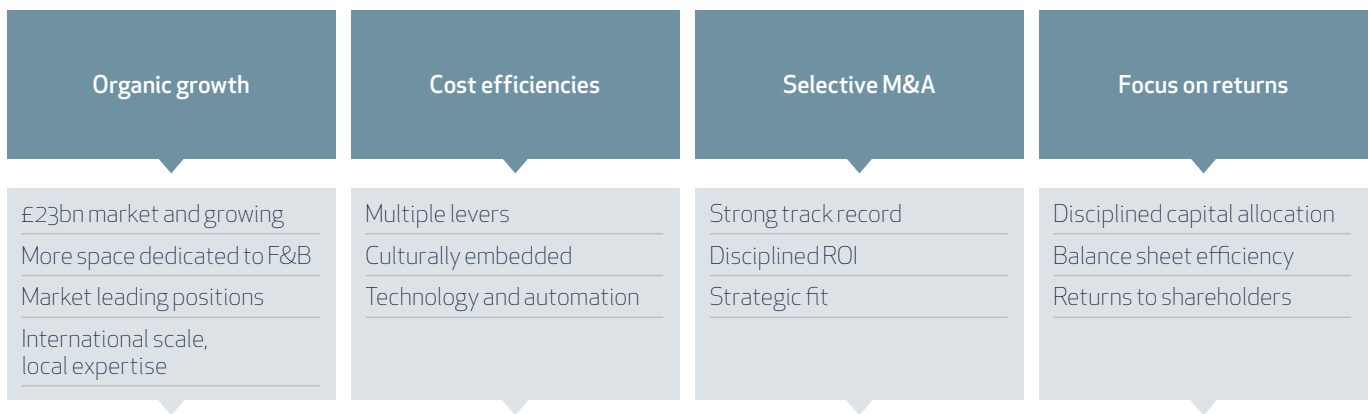 Organic growth
£23bn market and growing
More space dedicated to F&B
Market leading positions
International scale,
local expertise
Cost efficiencies
Multiple levers
Culturally embedded
Technology and automation
Selective M&A
Strong track record
Disciplined ROI
Strategic fit
Focus on returns
Disciplined capital allocation
Balance sheet efficiency
Returns to shareholders